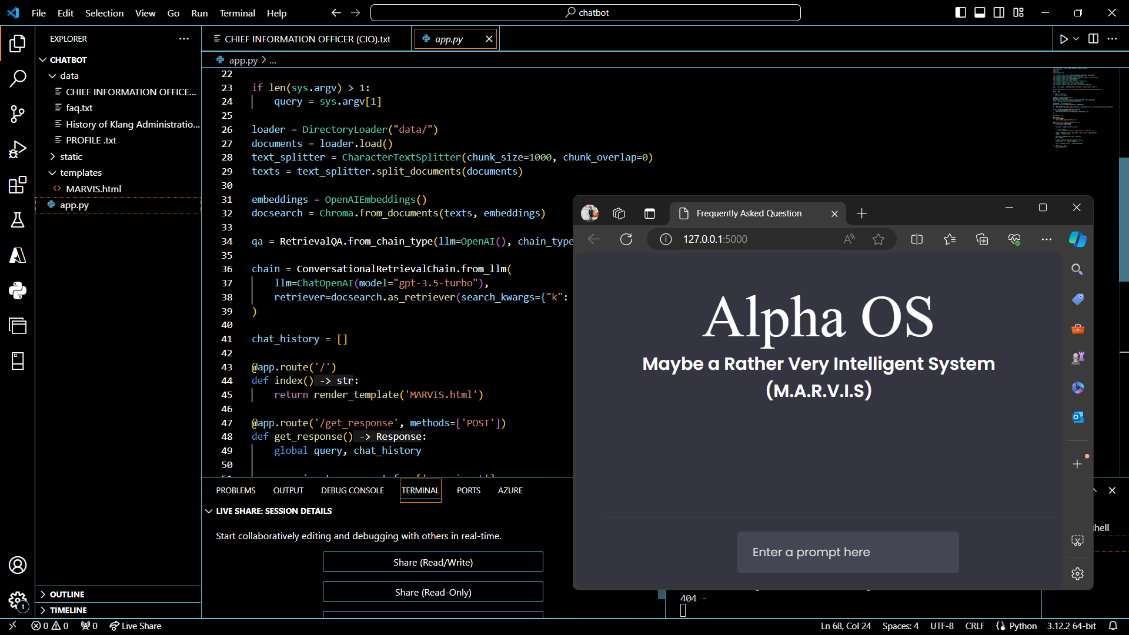 File Edit Selection View Go Run Terminal Help
chatbot
EXPLORER
CHATBOT
data
CHIEF INFORMATION OFFICE...
faq.txt
History of Klang Administratio...
PROFILE .txt
static
templates
MARVIS.html
app.py
OUTLINE
TIMELINE
CHIEF INFORMATION OFFICER (CIO).txt
app.py
app.py > ...
22
23 if len(sys.argv) > 1:
24 query = sys.argv[1]
25
26 loader = DirectoryLoader("data/")
27 documents = loader.load()
28 text_splitter = CharacterTextSplitter(chunk_size=1000, chunk_overlap=0)
29 texts = text_splitter.split_documents(documents)
30
31 embeddings = OpenAIEmbeddings()
32 docsearch = Chroma.from_documents(texts, embeddings)
33
34 qa = RetrievalQA.from_chain_type(llm=OpenAI(), chain_type
35
36 chain = ConversationalRetrievalChain.from_llm(
37 llm=ChatOpenAI(model="gpt-3.5-turbo"),
38 retriever=docsearch.as_retriever(search_kwargs={"k":
39 )
40
41 chat_history = []
42
43 @app.route('/')
44 def index() -> str:
45 return render_template('MARVIS.html')
46
47 @app.route('/get_response', methods=['POST'])
48 def get_response() -> Response:
49 global query, chat_history
50
PROBLEMS OUTPUT DEBUG CONSOLE TERMINAL PORTS AZURE
LIVE SHARE: SESSION DETAILS
Start collaboratively editing and debugging with others in real-time.
Share (Read/Write)
Share (Read-Only)
404 -
Frequently Asked Question
127.0.0.1:5000
Alpha OS
Maybe a Rather Very Intelligent System
(M.A.R.V.I.S)
Enter a prompt here
0 0 0 Live Share
Ln 68, Col 24 Spaces: 4 UTF-8 CRLF Python 3.12.2 64-bit